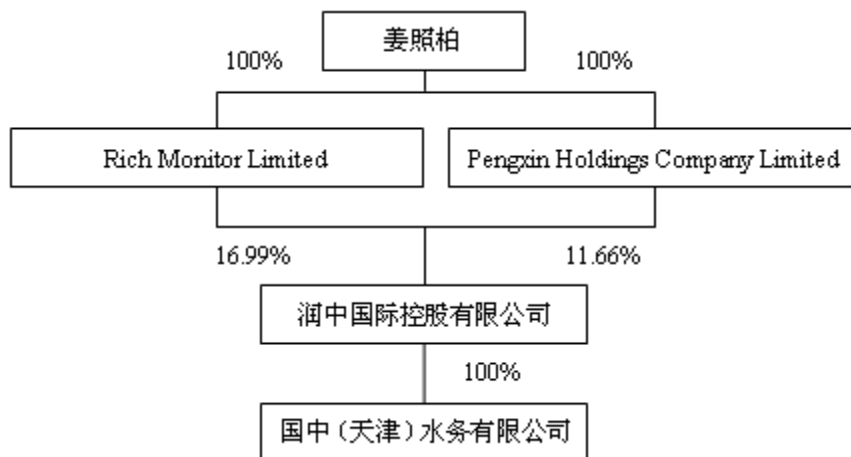 姜照柏
100%
100%
Rich Monitor Limited
Pengxin Holdings Company Limited
16.99%
11.66%
润中国际控股有限公司
100%
国中（天津）水务有限公司